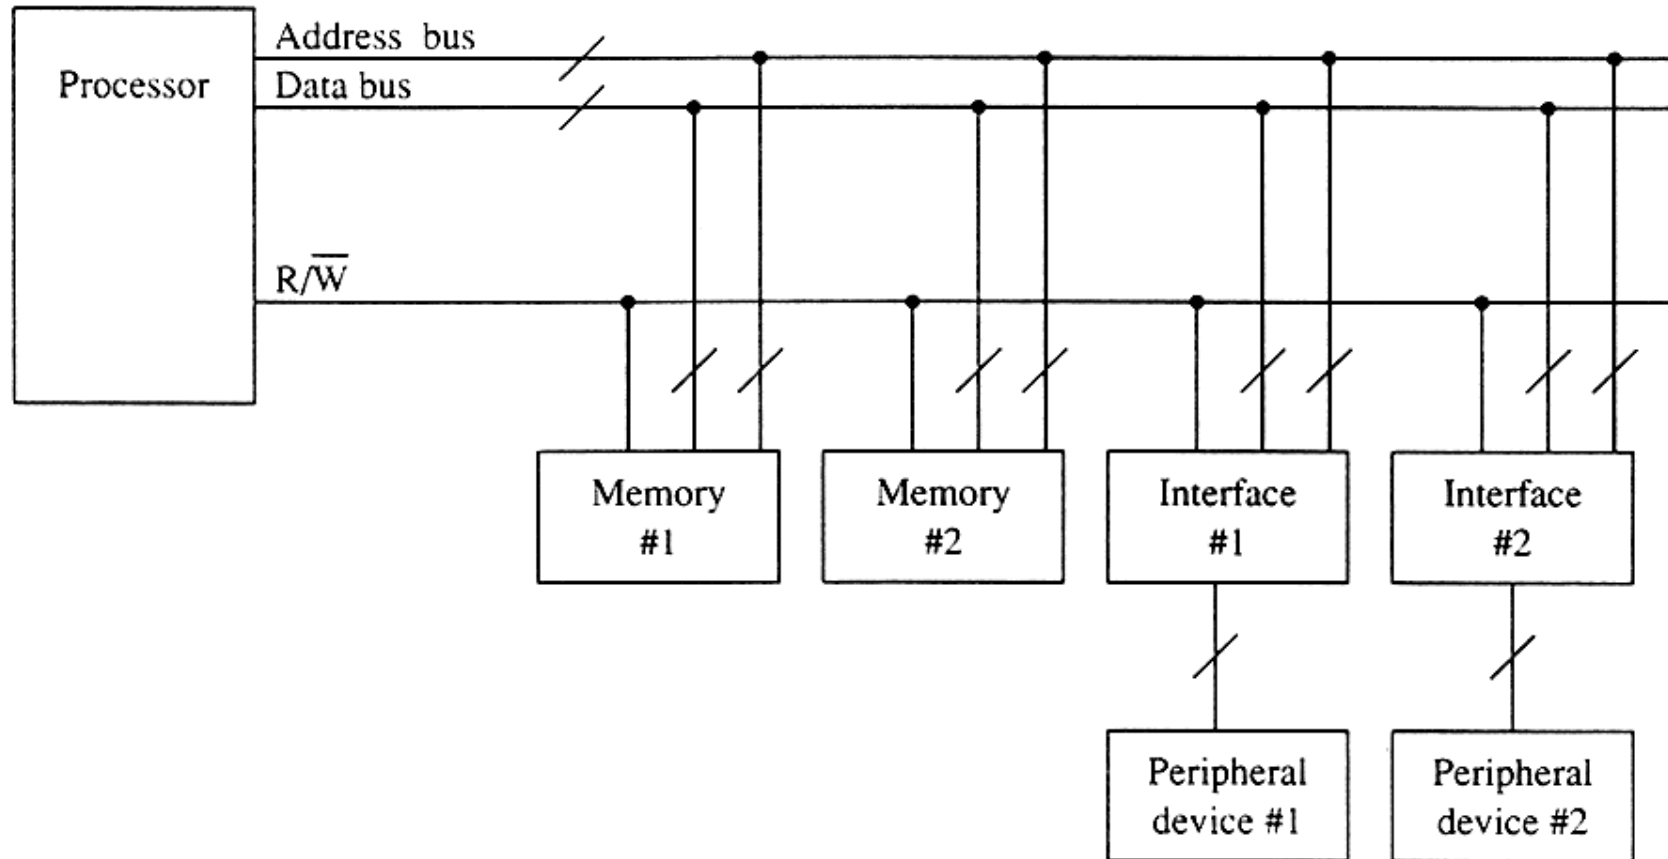 Address bus
Processor
Data bus
R/W̅
Memory
#1
Memory
#2
Interface
#1
Interface
#2
Peripheral
device #1
Peripheral
device #2